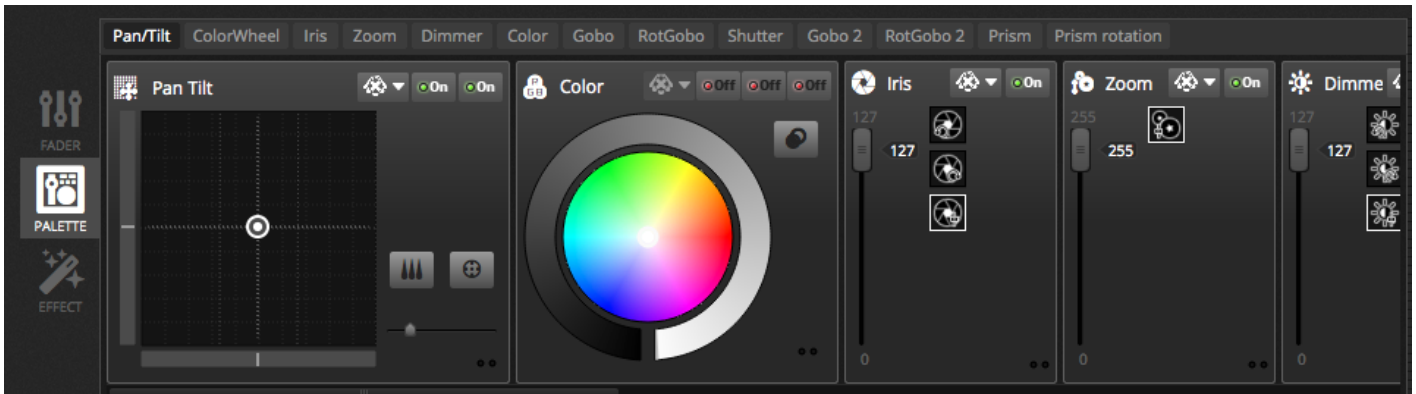 Pan/Tilt ColorWheel Iris Zoom Dimmer Color Gobo RotGobo Shutter Gobo 2 RotGobo 2 Prism Prism rotation
FADER
PALETTE
EFFECT
Pan Tilt On On
RGB Color Off Off Off
Iris On
127
127
0
Zoom On
255
255
0
Dimme
127
127
0